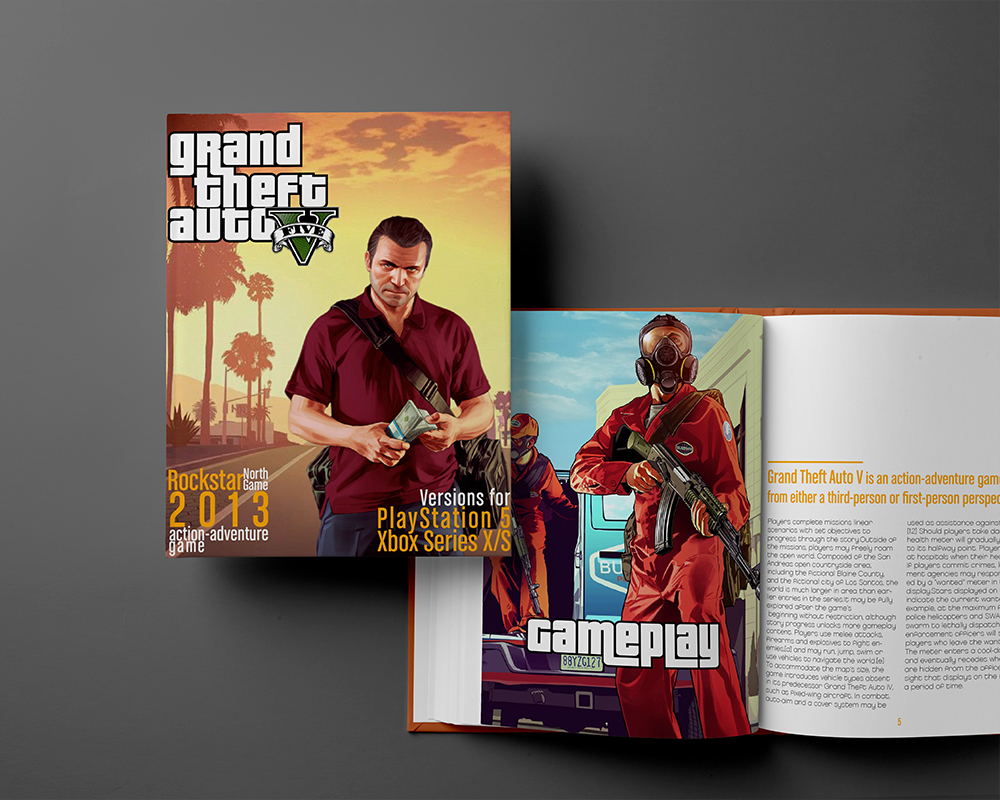 grand
theft
auto V
FIVE
Rockstar North
Game
2013
action-adventure
game
Versions for
PlayStation 5
Xbox Series X/S
BU
Gameplay
88YZG127
Grand Theft Auto V is an action-adventure gam
from either a third-person or first-person perspec
Players complete missions linear
scenarios with set objectives to
progress through the story.Outside of
the missions, players may freely roam
the open world. Composed of the San
Andreas open countryside area,
including the fictional Blaine County,
and the fictional city of Los Santos, the
world is much larger in area than ear-
lier entries in the series.It may be fully
explored after the game's
beginning without restriction, although
story progress unlocks more gameplay
content. Players use melee attacks,
firearms and explosives to fight en-
emies,[d] and may run, jump, swim or
use vehicles to navigate the world.[e]
To accommodate the map's size, the
game introduces vehicle types absent
in its predecessor Grand Theft Auto IV,
such as fixed-wing aircraft. In combat,
auto-aim and a cover system may be
used as assistance agains
[12] Should players take da
health meter will gradually
to its halfway point. Player
at hospitals when their hea
If players commit crimes, l
ment agencies may respon
ed by a "wanted" meter in
display.Stars displayed on
indicate the current wante
example, at the maximum
police helicopters and SWA
swarm to lethally dispatch
enforcement officers will
players who leave the wan
The meter enters a cool-d
and eventually recedes wh
are hidden from the office
sight that displays on the
a period of time.
5